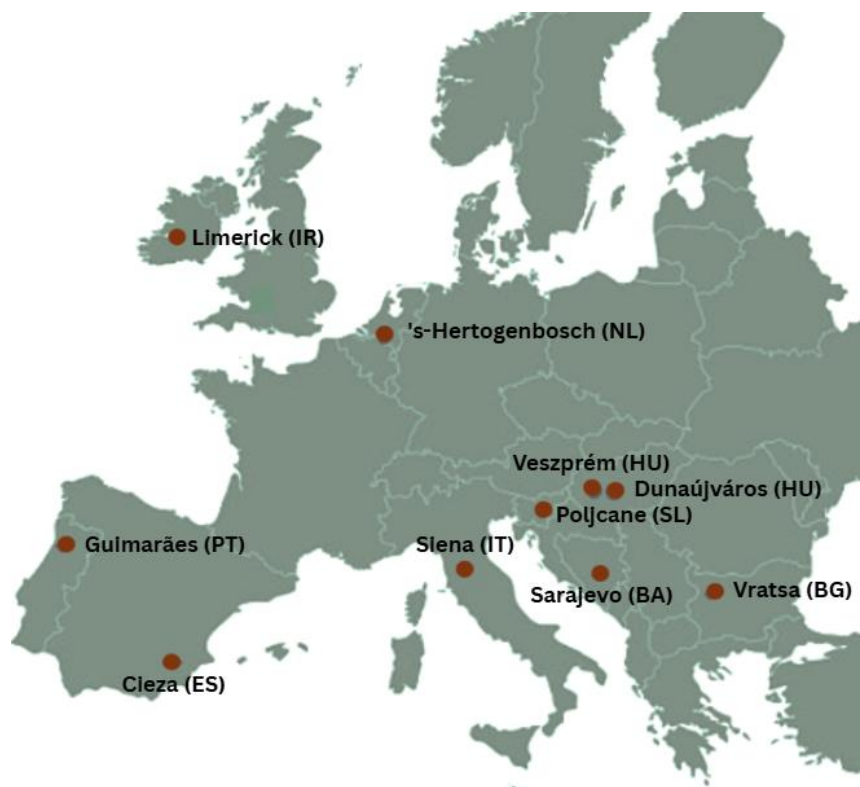 Limerick (IR)
's-Hertogenbosch (NL)
Veszprém (HU)
Dunaújváros (HU)
Poljcane (SL)
Guimarães (PT)
Siena (IT)
Sarajevo (BA)
Vratsa (BG)
Cieza (ES)